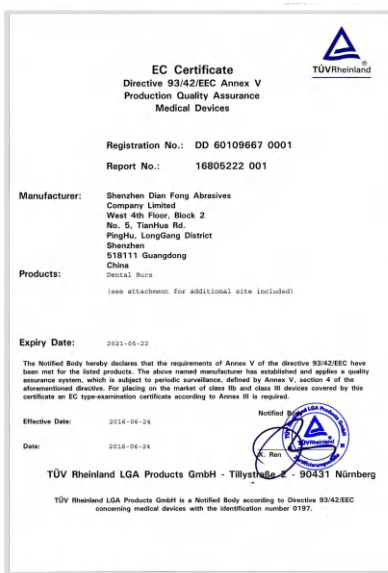 TÜVRheinland
®
EC Certificate
Directive 93/42/EEC Annex V
Production Quality Assurance
Medical Devices
Registration No.: DD 60109667 0001
Report No.: 16805222 001
Manufacturer: Shenzhen Dian Fong Abrasives
Company Limited
West 4th Floor, Block 2
No. 5, TianHua Rd.
PingHu, LongGang District
Shenzhen
518111 Guangdong
China
Products: Dental Burs
(see attachment for additional site included)
Expiry Date: 2021-05-22
The Notified Body hereby declares that the requirements of Annex V of the directive 93/42/EEC have
been met for the listed products. The above named manufacturer has established and applies a quality
assurance system, which is subject to periodic surveillance, defined by Annex V, section 4 of the
aforementioned directive. For placing on the market of class IIb and class III devices covered by this
certificate an EC type-examination certificate according to Annex III is required.
Notified
Effective Date: 2016-06-24
Date: 2016-06-24
X. Ren
TÜV Rheinland LGA Products GmbH - Tillystraße 2 - 90431 Nürnberg
TÜV Rheinland LGA Products GmbH is a Notified Body according to Directive 93/42/EEC
concerning medical devices with the identification number 0197.